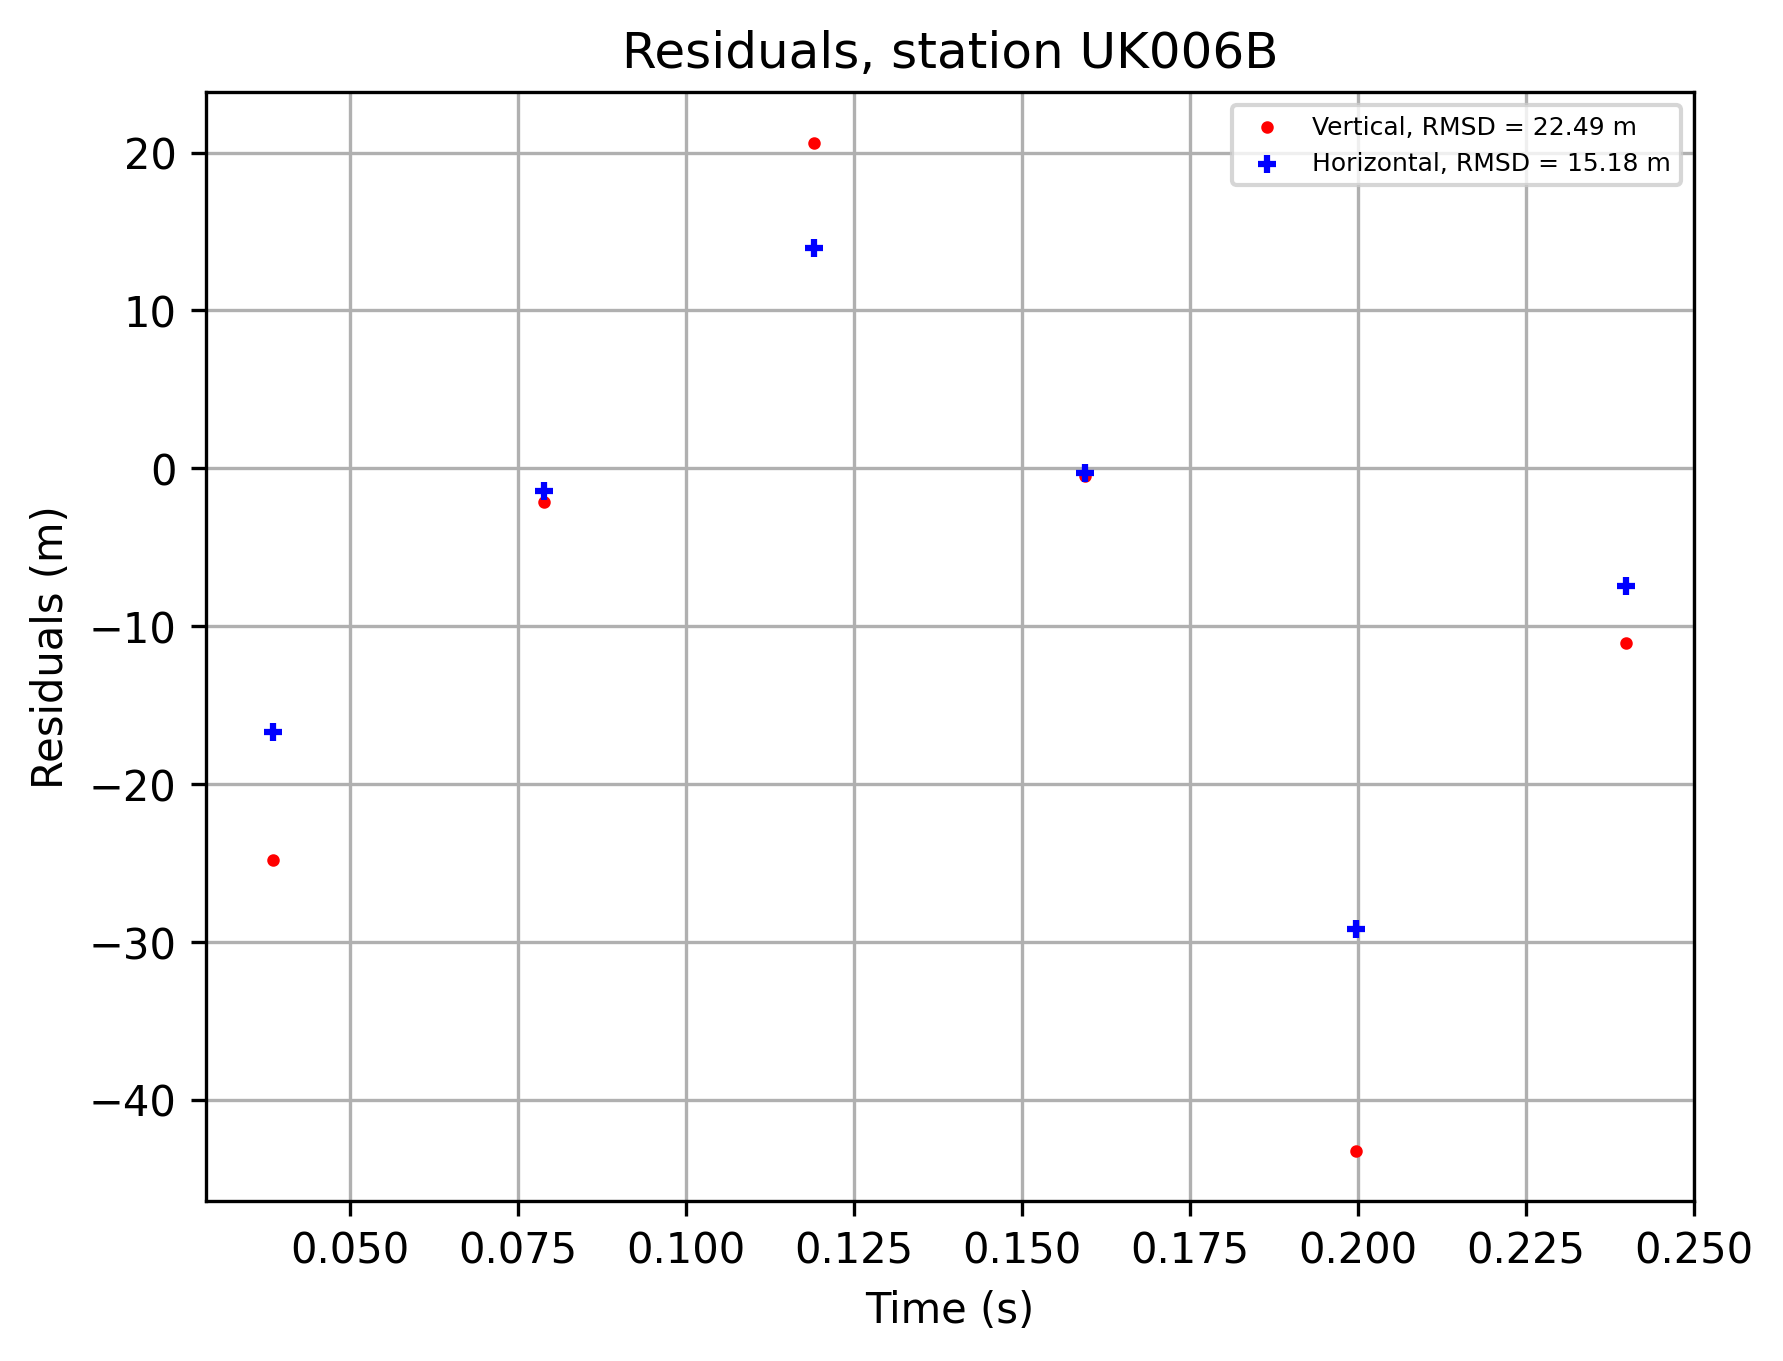 Residuals, station UK006B
Vertical, RMSD = 22.49 m
Horizontal, RMSD = 15.18 m
20
10
0
−10
−20
−30
−40
Residuals (m)
0.050 0.075 0.100 0.125 0.150 0.175 0.200 0.225 0.250
Time (s)